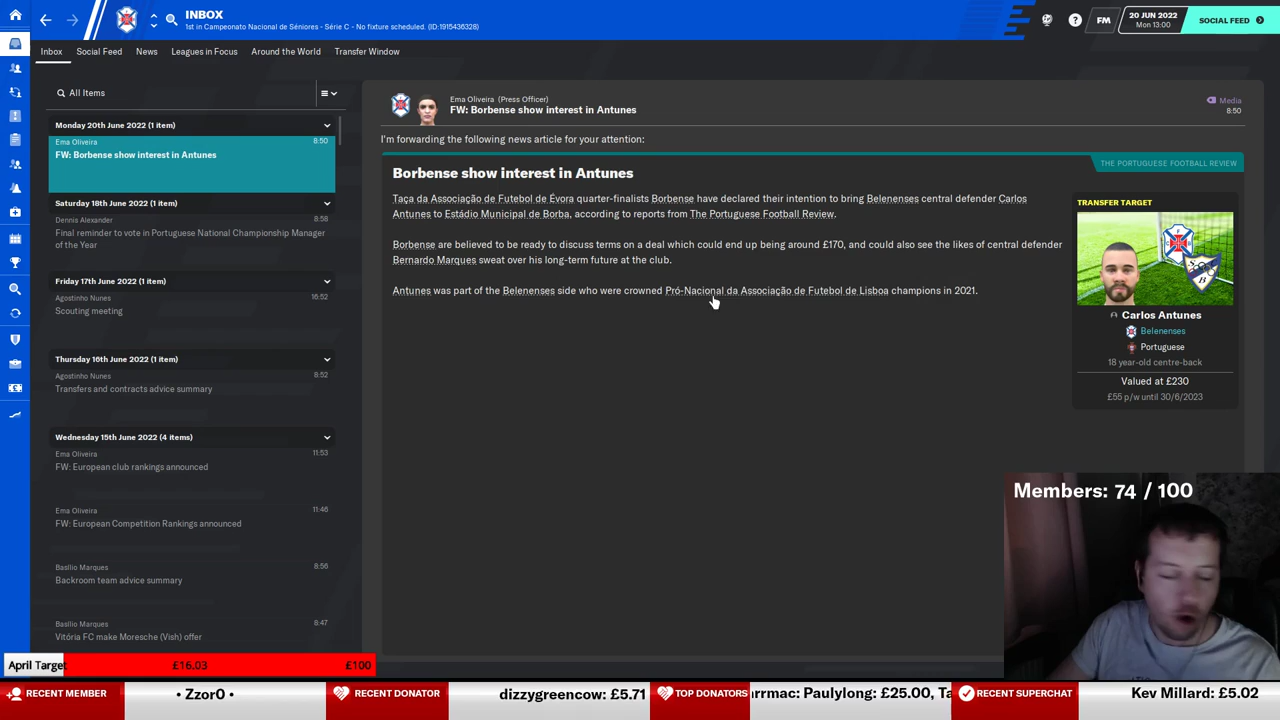 INBOX
1st in Campeonato Nacional de Séniores - Série C - No fixture scheduled. (ID:1915436328)
FM
20 JUN 2022
Mon 13:00
SOCIAL FEED
Inbox
Social Feed
News
Leagues in Focus
Around the World
Transfer Window
All Items
Monday 20th June 2022 (1 item)
Ema Oliveira
8:50
FW: Borbense show interest in Antunes
Saturday 18th June 2022 (1 item)
Dennis Alexander
8:58
Final reminder to vote in Portuguese National Championship Manager
of the Year
Friday 17th June 2022 (1 item)
Agostinho Nunes
16:52
Scouting meeting
Thursday 16th June 2022 (1 item)
Agostinho Nunes
8:52
Transfers and contracts advice summary
Wednesday 15th June 2022 (4 items)
Ema Oliveira
11:53
FW: European club rankings announced
Ema Oliveira
11:46
FW: European Competition Rankings announced
Basílio Marques
8:56
Backroom team advice summary
Basílio Marques
8:47
Vitória FC make Moresche (Vish) offer
Ema Oliveira (Press Officer)
FW: Borbense show interest in Antunes
Media
8:50
I'm forwarding the following news article for your attention:
THE PORTUGUESE FOOTBALL REVIEW
Borbense show interest in Antunes
Taça da Associação de Futebol de Évora quarter-finalists Borbense have declared their intention to bring Belenenses central defender Carlos
Antunes to Estádio Municipal de Borba, according to reports from The Portuguese Football Review.
Borbense are believed to be ready to discuss terms on a deal which could end up being around £170, and could also see the likes of central defender
Bernardo Marques sweat over his long-term future at the club.
Antunes was part of the Belenenses side who were crowned Pró-Nacional da Associação de Futebol de Lisboa champions in 2021.
TRANSFER TARGET
Carlos Antunes
Belenenses
Portuguese
18 year-old centre-back
Valued at £230
£55 p/w until 30/6/2023
Members: 74 / 100
April Target
£16.03
£100
RECENT MEMBER
• Zzor0 •
RECENT DONATOR
dizzygreencow: £5.71
TOP DONATORS
rrmac: Paulylong: £25.00, Ta
RECENT SUPERCHAT
Kev Millard: £5.02